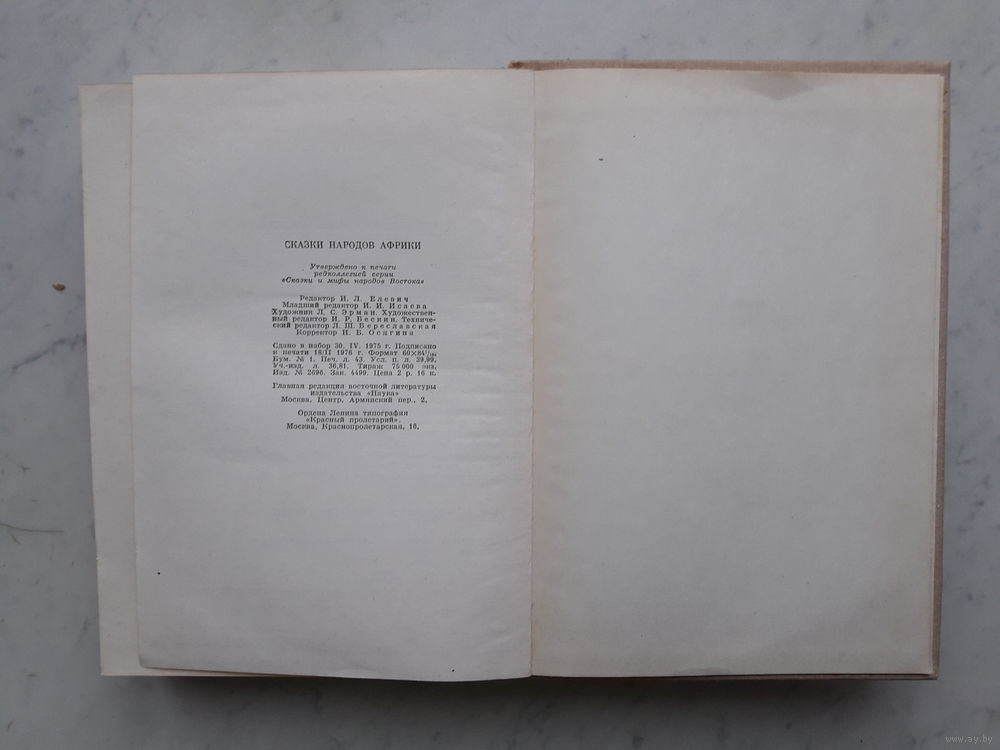 СКАЗКИ НАРОДОВ АФРИКИ
Утверждено к печати
редколлегией серии
«Сказки и мифы народов Востока»
Редактор И. Л. Елевич
Младший редактор И. И. Исаева
Художник Л. С. Эрман. Художествен-
ный редактор И. Р. Бескин. Техниче-
ский редактор Л. Ш. Береславская
Корректор И. Б. Осягина
Сдано в набор 30. IV. 1975 г. Подписано
к печати 18/II 1976 г. Формат 60×84¹/₁₆
Бум. № 1. Печ. л. 43. Усл. п. л. 39,99.
Уч.-изд. л. 36,81. Тираж 75 000 экз.
Изд. № 2696. Зак. 4499. Цена 2 р. 16 к.
Главная редакция восточной литературы
издательства «Наука»
Москва, Центр, Армянский пер., 2.
Ордена Ленина типография
«Красный пролетарий».
Москва, Краснопролетарская, 16.
www.ay.by